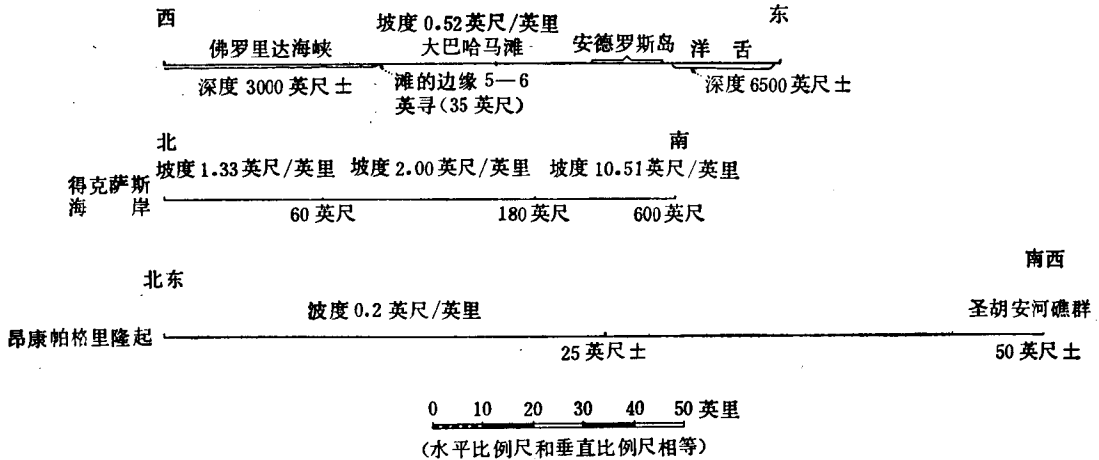 西 东
坡度 0.52英尺/英里
佛罗里达海峡 大巴哈马滩 安德罗斯岛 洋 舌
深度 3000 英尺±
滩的边缘 5—6 深度 6500 英尺±
英寻(35 英尺)
北 南
坡度 1.33 英尺/英里 坡度 2.00 英尺/英里 坡度 10.51 英尺/英里
得克萨斯
海 岸
60 英尺 180 英尺 600 英尺
北东 南西
波度 0.2 英尺/英里 圣胡安河礁群
昂康帕格里隆起
25 英尺± 50 英尺±
0 10 20 30 40 50 英里
(水平比例尺和垂直比例尺相等)